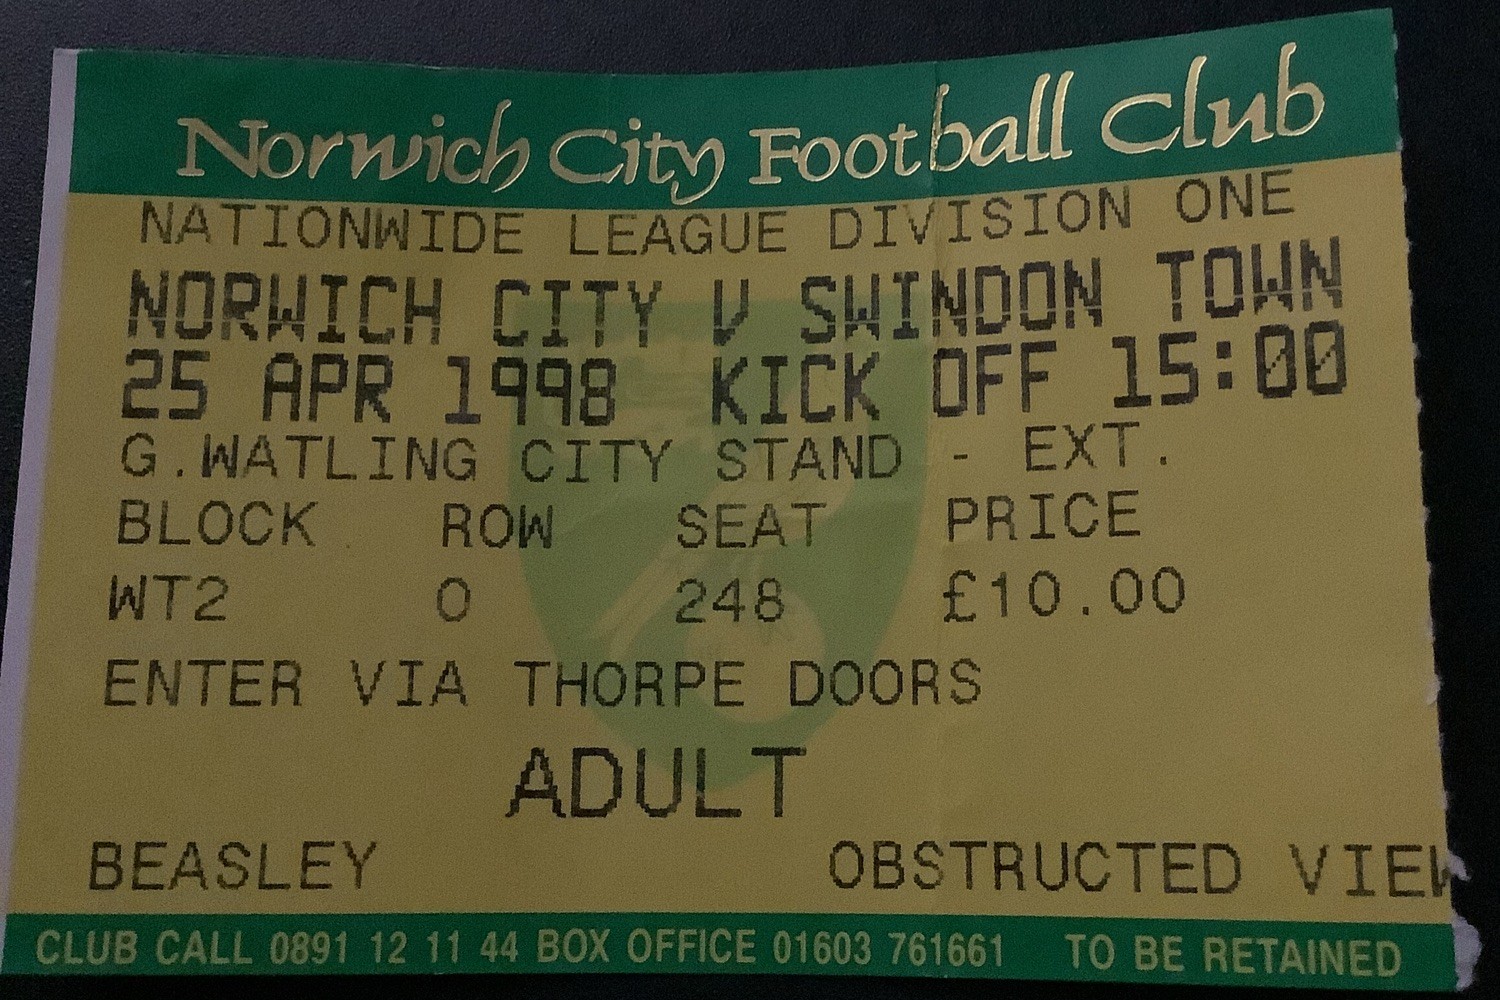 Norwich City Football Club
NATIONWIDE LEAGUE DIVISION ONE
NORWICH CITY V SWINDON TOWN
25 APR 1998 KICK OFF 15:00
G.WATLING CITY STAND - EXT.
BLOCK ROW SEAT PRICE
WT2 O 248 £10.00
ENTER VIA THORPE DOORS
ADULT
BEASLEY OBSTRUCTED VIEW
CLUB CALL 0891 12 11 44 BOX OFFICE 01603 761661 TO BE RETAINED